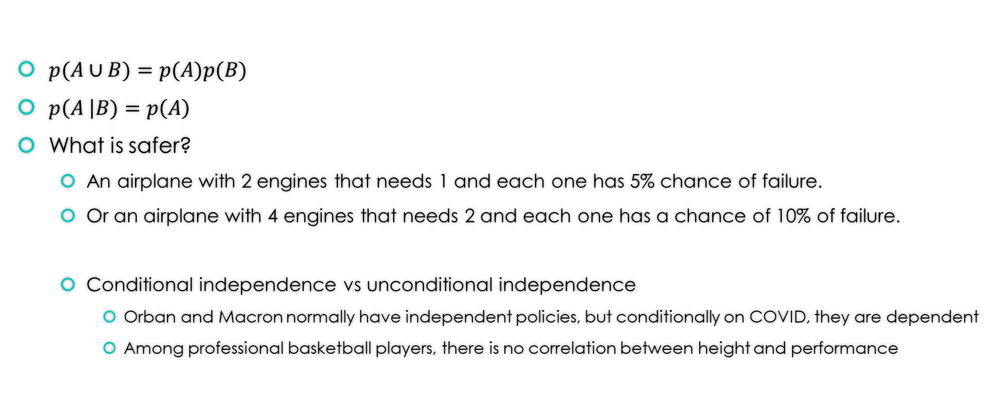 p(A ∪ B) = p(A)p(B)
p(A |B) = p(A)
What is safer?
An airplane with 2 engines that needs 1 and each one has 5% chance of failure.
Or an airplane with 4 engines that needs 2 and each one has a chance of 10% of failure.
Conditional independence vs unconditional independence
Orban and Macron normally have independent policies, but conditionally on COVID, they are dependent
Among professional basketball players, there is no correlation between height and performance